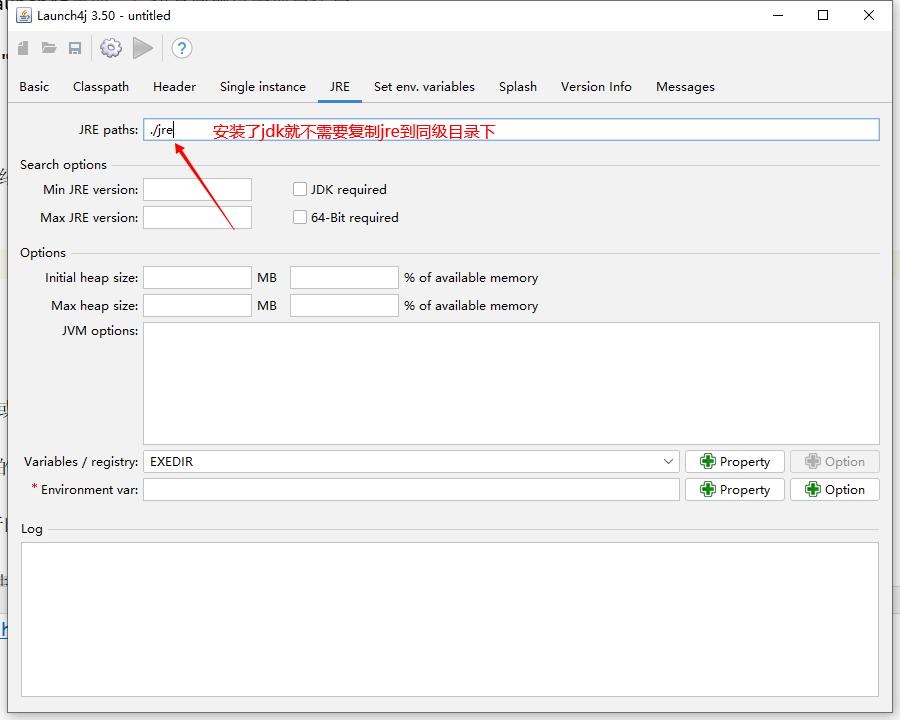 Launch4j 3.50 - untitled
Basic Classpath Header Single instance JRE Set env. variables Splash Version Info Messages
JRE paths: ./jre 安装了jdk就不需要复制jre到同级目录下
Search options
Min JRE version: JDK required
Max JRE version: 64-Bit required
Options
Initial heap size: MB % of available memory
Max heap size: MB % of available memory
JVM options:
Variables / registry: EXEDIR Property Option
* Environment var: Property Option
Log